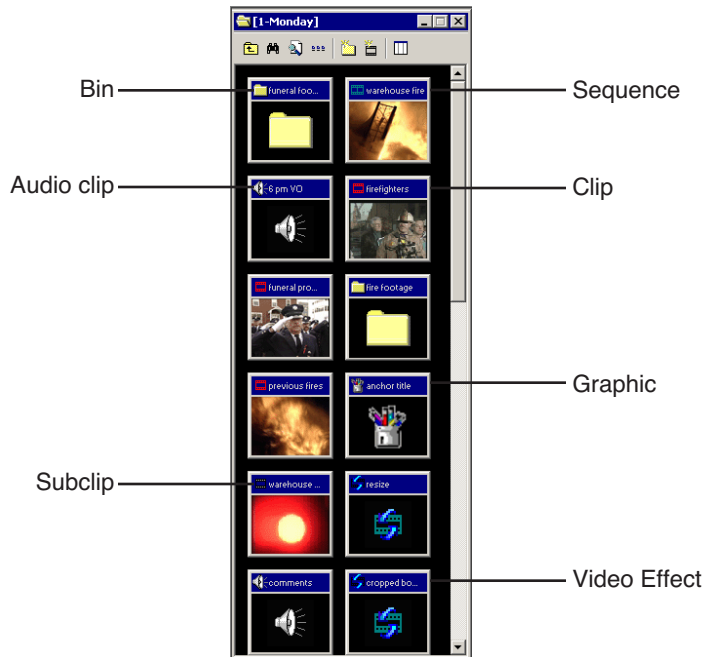 [1-Monday]
Bin
funeral foo...
warehouse fire
Sequence
Audio clip
6 pm VO
firefighters
Clip
funeral pro...
fire footage
previous fires
anchor title
Graphic
Subclip
warehouse ...
resize
comments
cropped bo...
Video Effect